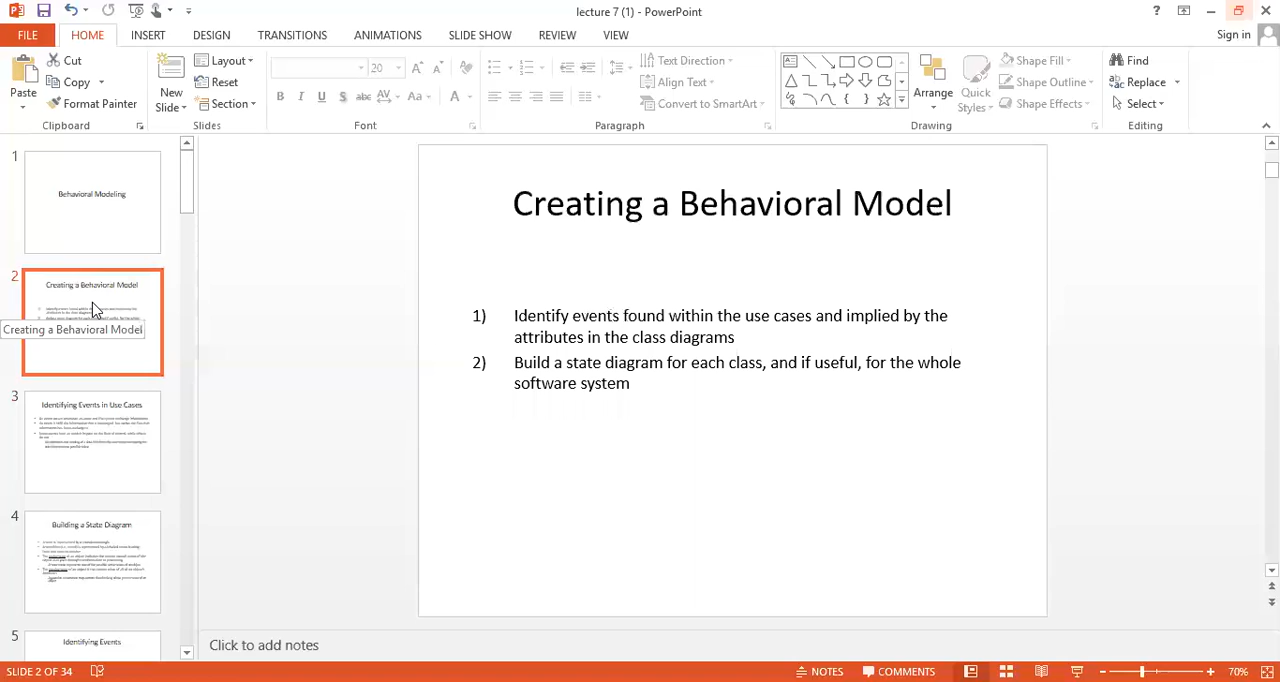 lecture 7 (1) - PowerPoint
?
Sign in
FILE HOME INSERT DESIGN TRANSITIONS ANIMATIONS SLIDE SHOW REVIEW VIEW
Paste
Cut
Copy
Format Painter
Clipboard
New
Slide
Layout
Reset
Section
Slides
20
B I U S abc AV Aa A
Font
Text Direction
Align Text
Convert to SmartArt
Paragraph
Arrange
Quick
Styles
Shape Fill
Shape Outline
Shape Effects
Drawing
Find
Replace
Select
Editing
1
Behavioral Modeling
2
Creating a Behavioral Model
Creating a Behavioral Model
3
Identifying Events in Use Cases
4
Building a State Diagram
5
Identifying Events
Creating a Behavioral Model
1) Identify events found within the use cases and implied by the
attributes in the class diagrams
2) Build a state diagram for each class, and if useful, for the whole
software system
Click to add notes
SLIDE 2 OF 34
NOTES
COMMENTS
70%